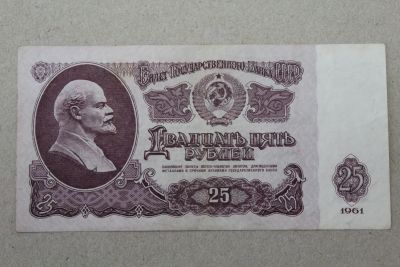 Билет Государственного Банка СССР
Двадцать пять
рублей
25
25
1961